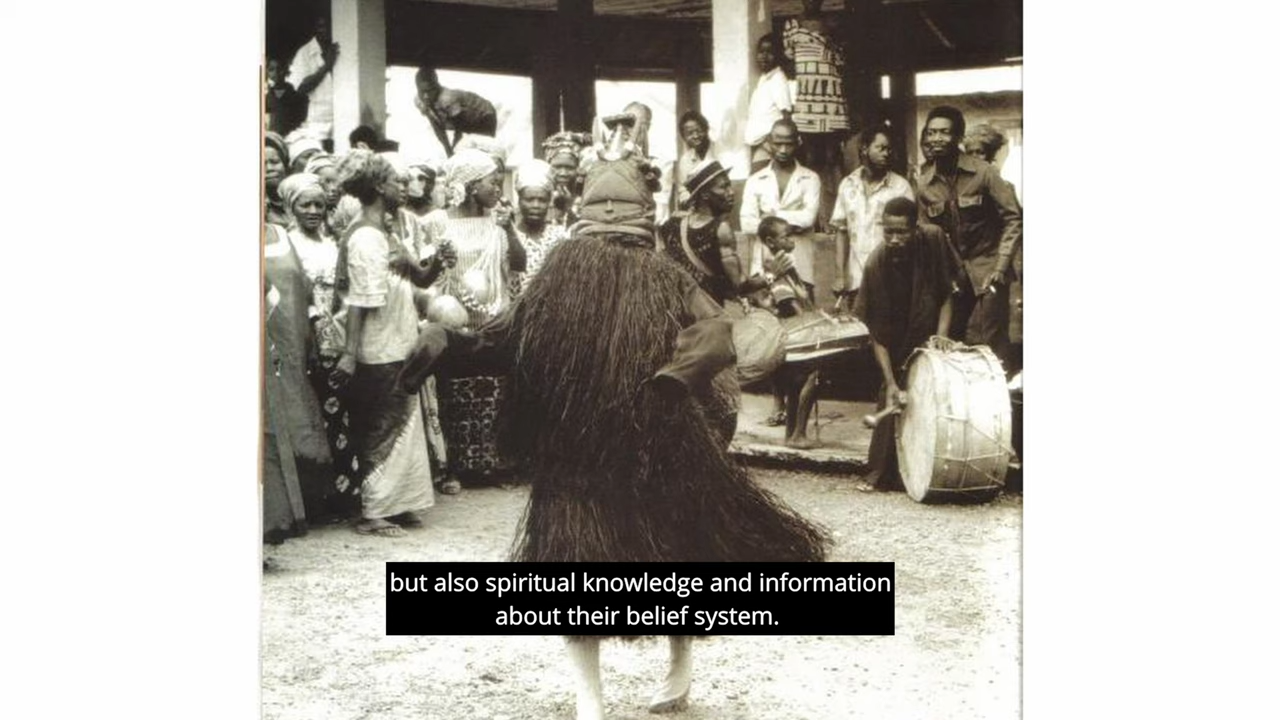 but also spiritual knowledge and information
about their belief system.